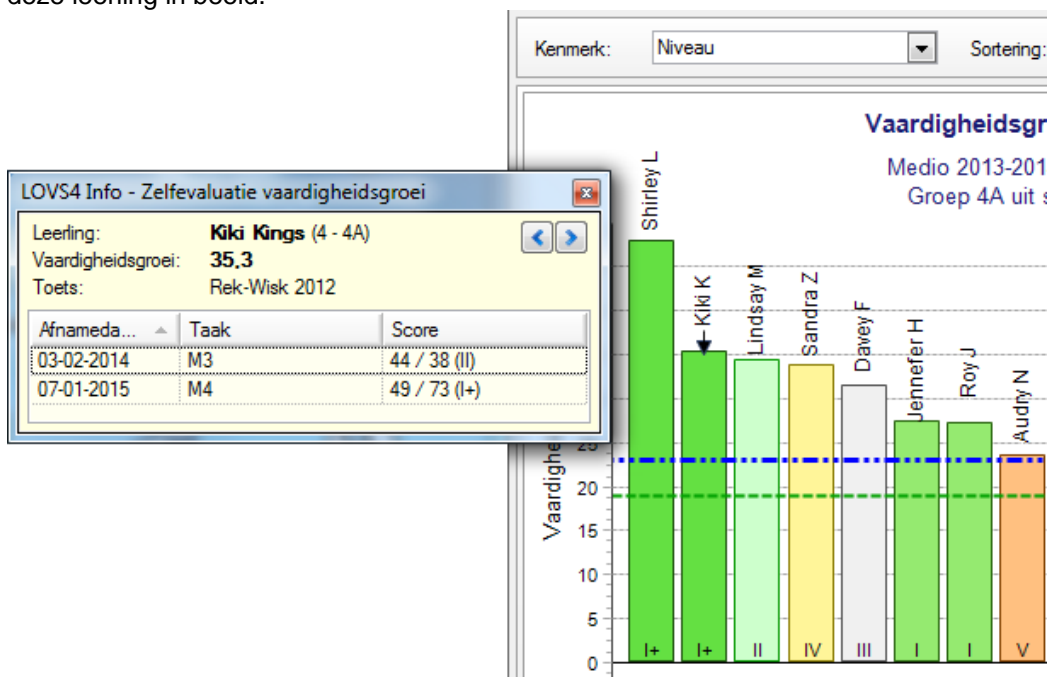 Kenmerk: Niveau Sortering:
Vaardigheidsgr
Medio 2013-201
Groep 4A uit s
LOVS4 Info - Zelfevaluatie vaardigheidsgroei
Leerling: Kiki Kings (4 - 4A)
Vaardigheidsgroei: 35,3
Toets: Rek-Wisk 2012
Afnameda... Taak Score
03-02-2014 M3 44 / 38 (II)
07-01-2015 M4 49 / 73 (I+)
Shirley L
Kiki K
Lindsay M
Sandra Z
Davey F
Jennefer H
Roy J
Audry N
Vaardighe
25
20
15
10
5
0
I+ I+ II IV III I I V